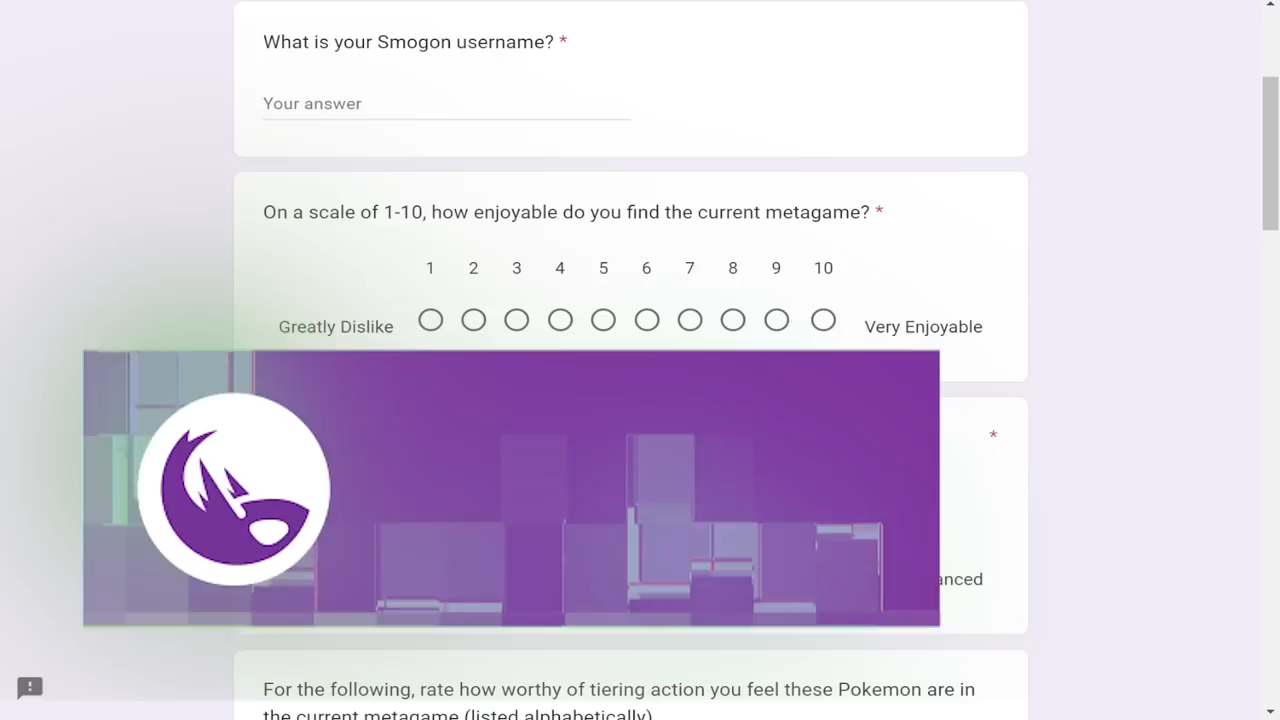 What is your Smogon username? *
Your answer
On a scale of 1-10, how enjoyable do you find the current metagame? *
1 2 3 4 5 6 7 8 9 10
Greatly Dislike Very Enjoyable
*
anced
For the following, rate how worthy of tiering action you feel these Pokemon are in
the current metagame (listed alphabetically)